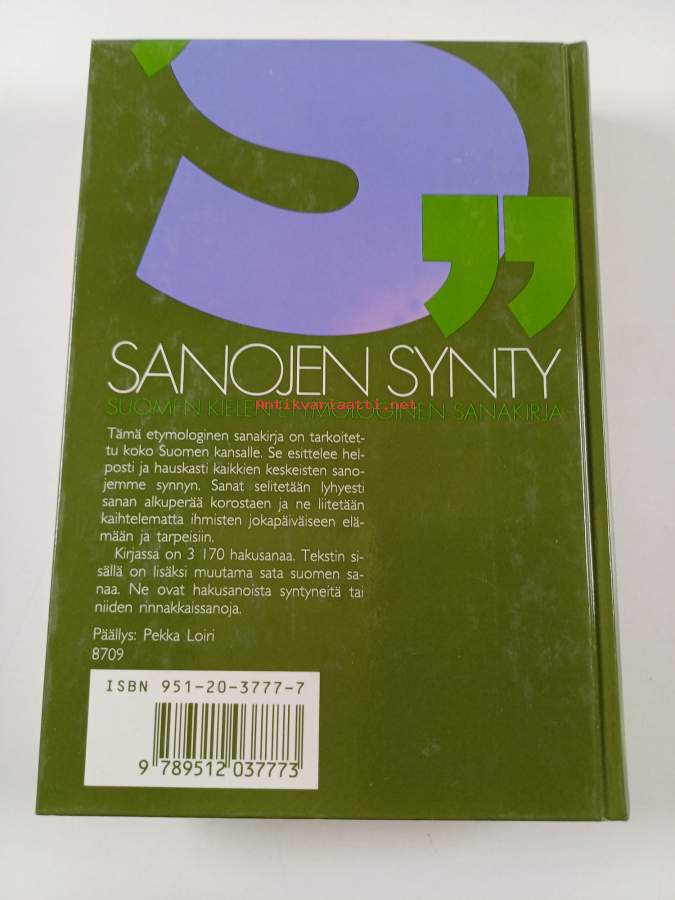 SANOJEN SYNTY
SUOMEN KIELEN ETYMOLOGINEN SANAKIRJA
Antikvariaatti.net
Tämä etymologinen sanakirja on tarkoitet-
tu koko Suomen kansalle. Se esittelee hel-
posti ja hauskasti kaikkien keskeisten sano-
jemme synnyn. Sanat selitetään lyhyesti
sanan alkuperää korostaen ja ne liitetään
kaihtelematta ihmisten jokapäiväiseen elä-
mään ja tarpeisiin.
Kirjassa on 3 170 hakusanaa. Tekstin si-
sällä on lisäksi muutama sata suomen sa-
naa. Ne ovat hakusanoista syntyneitä tai
niiden rinnakkaissanoja.
Päällys: Pekka Loiri
8709
ISBN 951-20-3777-7
9 789512 037773